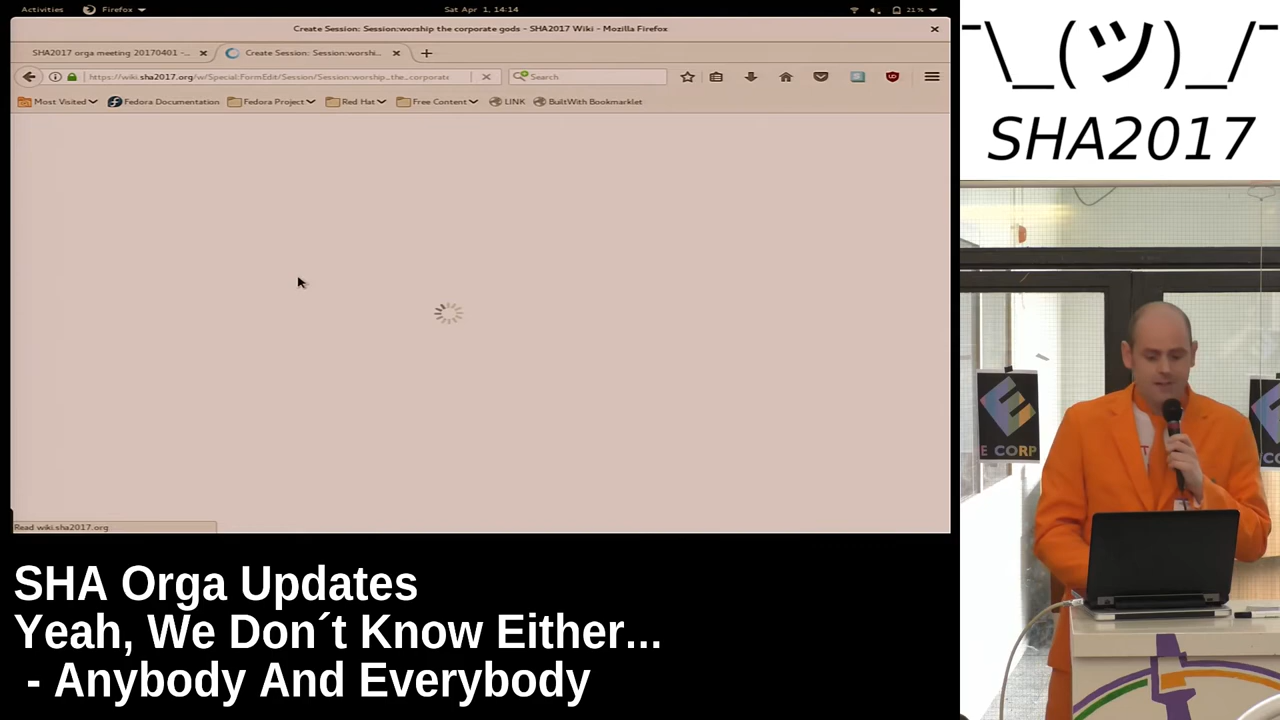 Activities Firefox Sat Apr 1, 14:14 21%
Create Session: Session:worship the corporate gods - SHA2017 Wiki - Mozilla Firefox
SHA2017 orga meeting 20170401 -... Create Session: Session:worshi...
https://wiki.sha2017.org/w/Special:FormEdit/Session/Session:worship_the_corporate Search
Most Visited Fedora Documentation Fedora Project Red Hat Free Content LINK BuiltWith Bookmarklet
Read wiki.sha2017.org
¯\_(ツ)_/¯
SHA2017
E CORP
SHA Orga Updates
Yeah, We Don´t Know Either...
- Anybody And Everybody